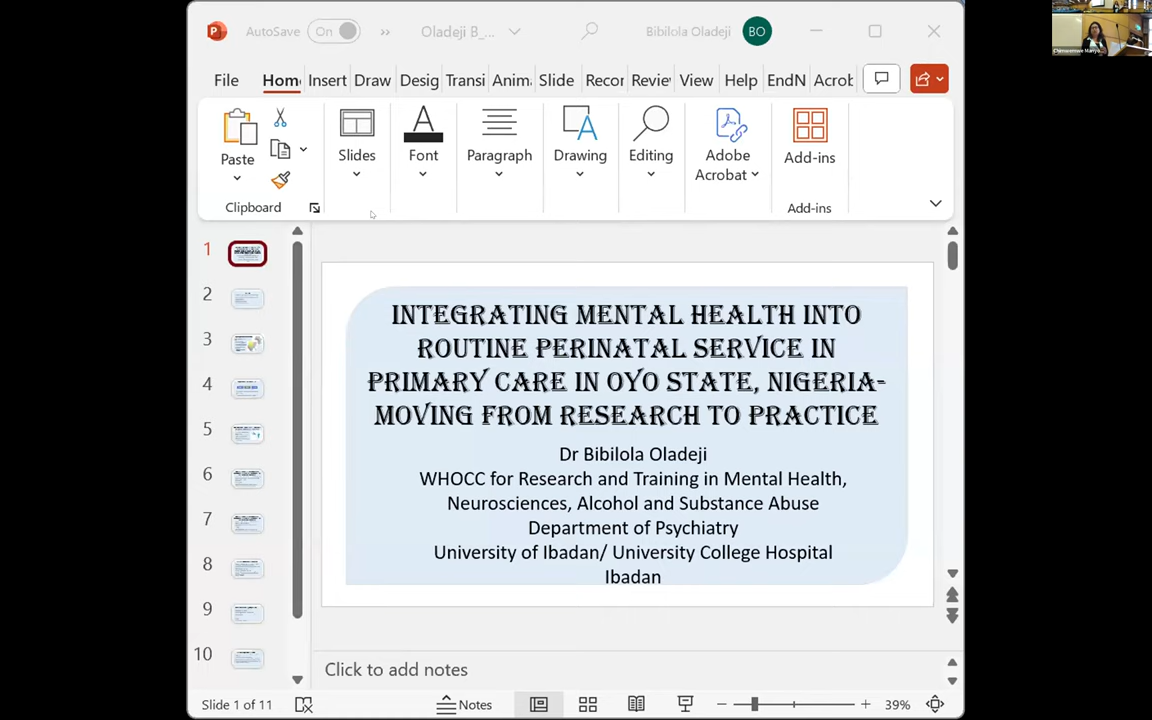 AutoSave On
Oladeji B_...
Bibilola Oladeji BO
File Hom Insert Draw Desig Transi Anima Slide Recor Revie View Help EndN Acrob
Paste
Slides
Font
Paragraph
Drawing
Editing
Adobe
Acrobat
Add-ins
Clipboard
Add-ins
1
2
3
4
5
6
7
8
9
10
INTEGRATING MENTAL HEALTH INTO
ROUTINE PERINATAL SERVICE IN
PRIMARY CARE IN OYO STATE, NIGERIA-
MOVING FROM RESEARCH TO PRACTICE
Dr Bibilola Oladeji
WHOCC for Research and Training in Mental Health,
Neurosciences, Alcohol and Substance Abuse
Department of Psychiatry
University of Ibadan/ University College Hospital
Ibadan
Click to add notes
Slide 1 of 11
Notes
39%